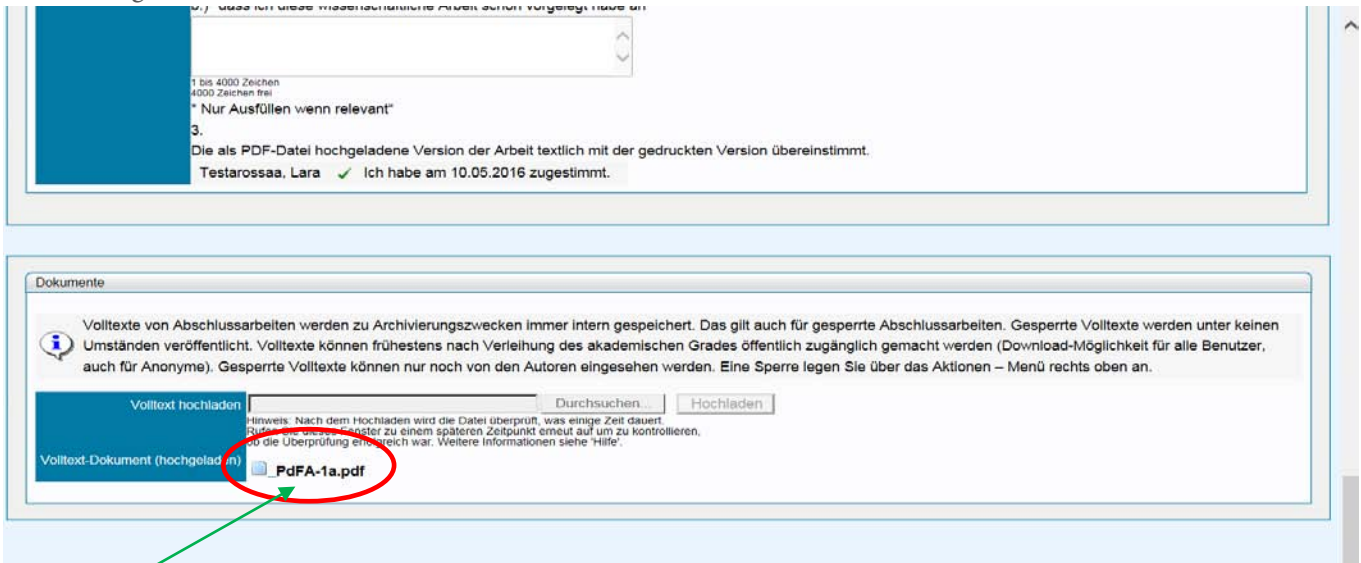 b.) dass ich diese wissenschaftliche Arbeit schon vorgelegt habe an
1 bis 4000 Zeichen
4000 Zeichen frei
* Nur Ausfüllen wenn relevant"
3.
Die als PDF-Datei hochgeladene Version der Arbeit textlich mit der gedruckten Version übereinstimmt.
Testarossaa, Lara ✓ Ich habe am 10.05.2016 zugestimmt.
Dokumente
Volltexte von Abschlussarbeiten werden zu Archivierungszwecken immer intern gespeichert. Das gilt auch für gesperrte Abschlussarbeiten. Gesperrte Volltexte werden unter keinen
Umständen veröffentlicht. Volltexte können frühestens nach Verleihung des akademischen Grades öffentlich zugänglich gemacht werden (Download-Möglichkeit für alle Benutzer,
auch für Anonyme). Gesperrte Volltexte können nur noch von den Autoren eingesehen werden. Eine Sperre legen Sie über das Aktionen – Menü rechts oben an.
Volltext hochladen Durchsuchen... Hochladen
Hinweis: Nach dem Hochladen wird die Datei überprüft, was einige Zeit dauert.
Rufen Sie dieses Fenster zu einem späteren Zeitpunkt erneut auf um zu kontrollieren,
ob die Überprüfung erfolgreich war. Weitere Informationen siehe 'Hilfe'.
Volltext-Dokument (hochgeladen) _PdFA-1a.pdf